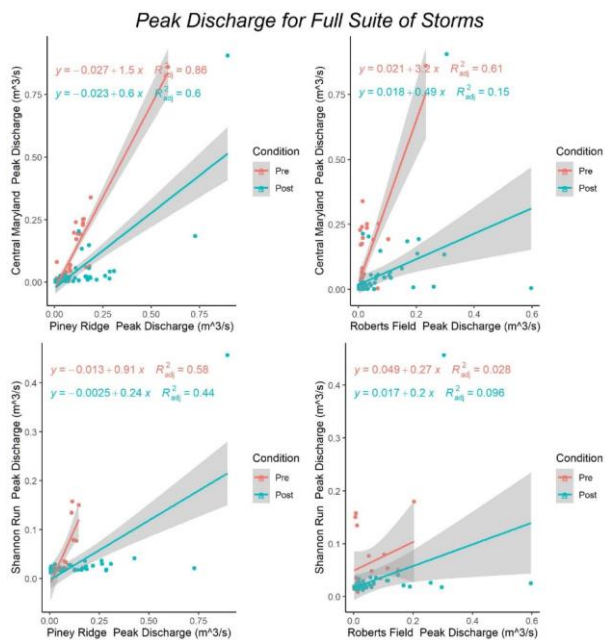 Peak Discharge for Full Suite of Storms
y = −0.027 + 1.5 x R²adj = 0.86
y = −0.023 + 0.6 x R²adj = 0.6
Central Maryland Peak Discharge (m^3/s)
0.75
0.50
0.25
0.00
0.00 0.25 0.50 0.75
Piney Ridge Peak Discharge (m^3/s)
Condition
Pre
Post
y = 0.021 + 3.2 x R²adj = 0.61
y = 0.018 + 0.49 x R²adj = 0.15
Central Maryland Peak Discharge (m^3/s)
0.75
0.50
0.25
0.00
0.0 0.2 0.4 0.6
Roberts Field Peak Discharge (m^3/s)
Condition
Pre
Post
y = −0.013 + 0.91 x R²adj = 0.58
y = −0.0025 + 0.24 x R²adj = 0.44
Shannon Run Peak Discharge (m^3/s)
0.4
0.3
0.2
0.1
0.0
0.00 0.25 0.50 0.75
Piney Ridge Peak Discharge (m^3/s)
Condition
Pre
Post
y = 0.049 + 0.27 x R²adj = 0.028
y = 0.017 + 0.2 x R²adj = 0.096
Shannon Run Peak Discharge (m^3/s)
0.4
0.3
0.2
0.1
0.0
0.0 0.2 0.4 0.6
Roberts Field Peak Discharge (m^3/s)
Condition
Pre
Post